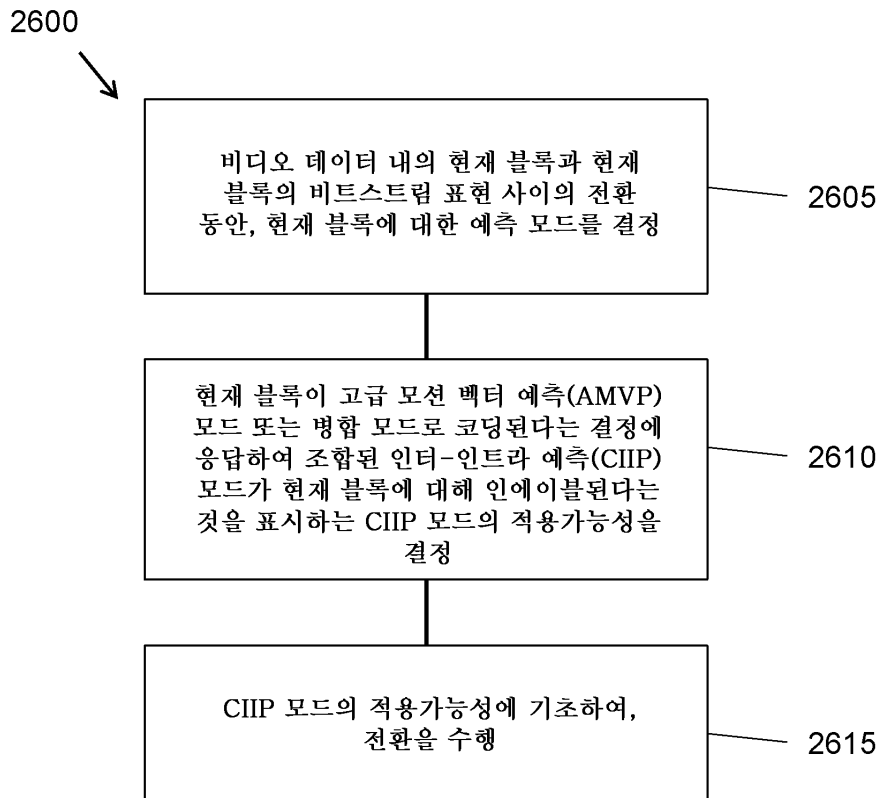 2600
비디오 데이터 내의 현재 블록과 현재
블록의 비트스트림 표현 사이의 전환
동안, 현재 블록에 대한 예측 모드를 결정
2605
현재 블록이 고급 모션 벡터 예측(AMVP)
모드 또는 병합 모드로 코딩된다는 결정에
응답하여 조합된 인터-인트라 예측(CIIP)
모드가 현재 블록에 대해 인에이블된다는
것을 표시하는 CIIP 모드의 적용가능성을
결정
2610
CIIP 모드의 적용가능성에 기초하여,
전환을 수행
2615